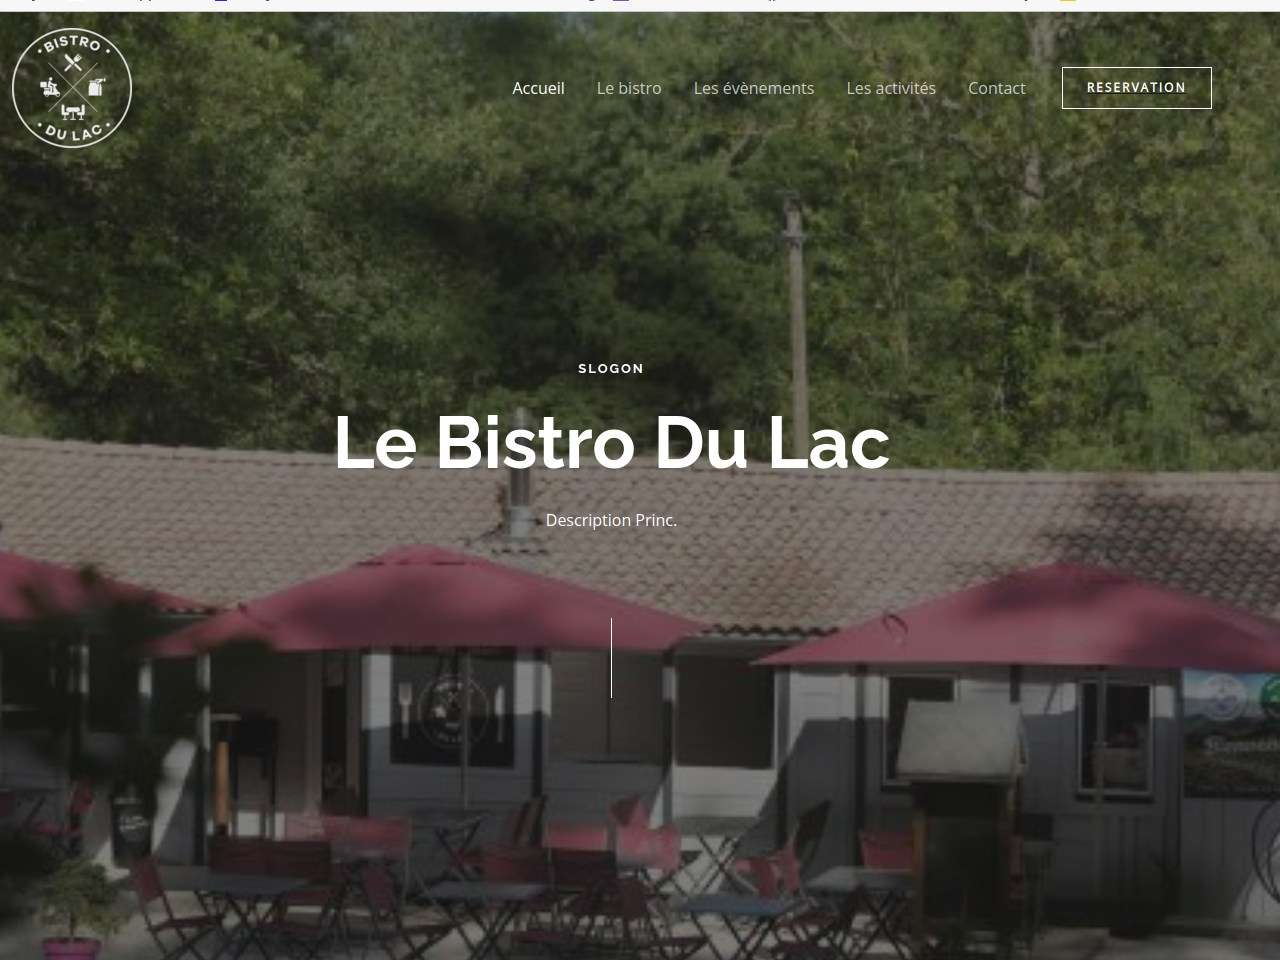 BISTRO
DU LAC
Accueil
Le bistro
Les évènements
Les activités
Contact
RESERVATION
SLOGON
Le Bistro Du Lac
Description Princ.